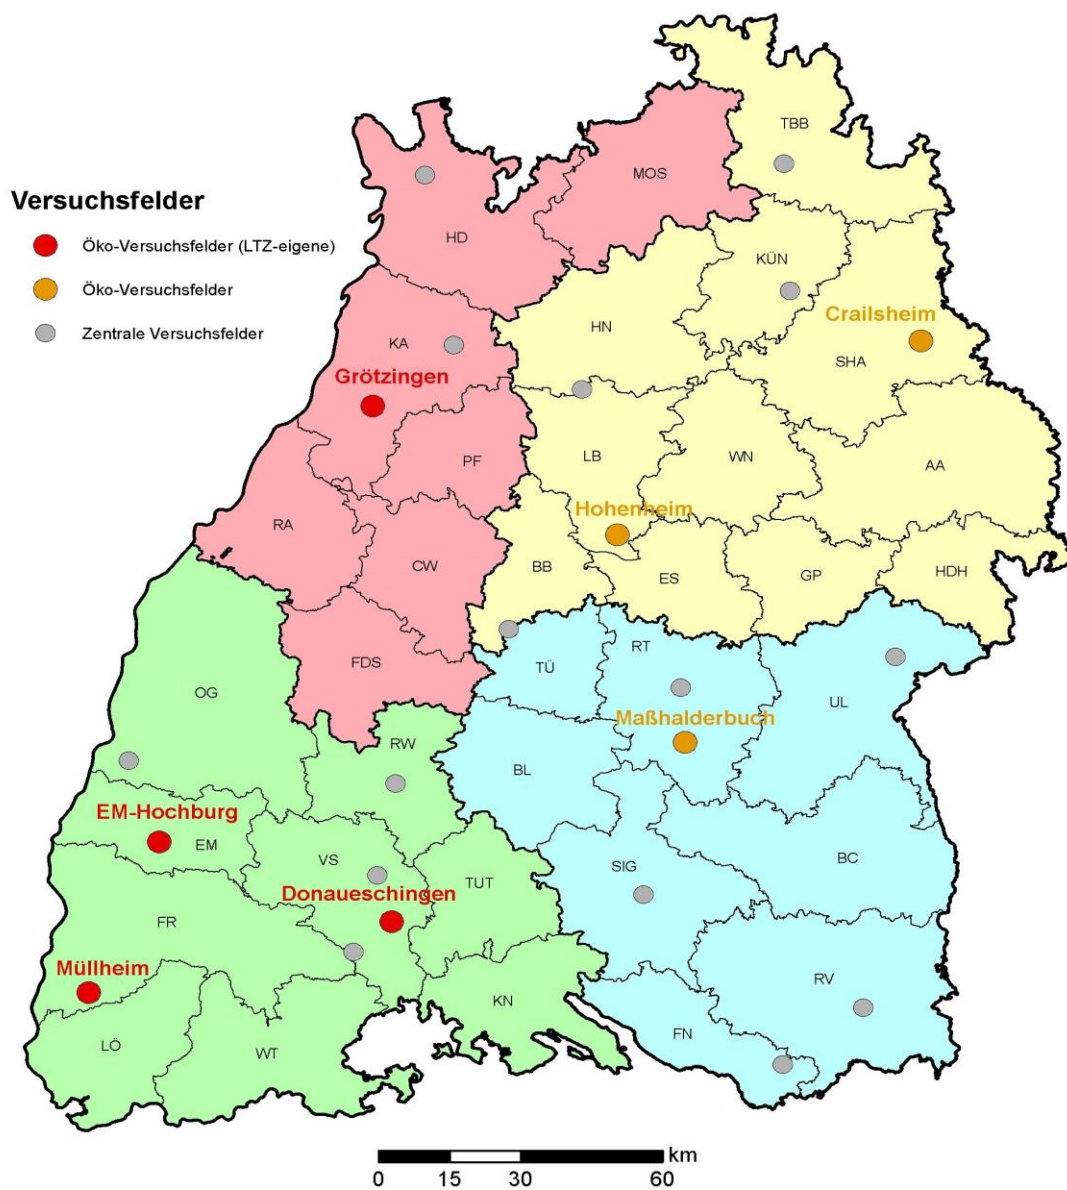 TBB
MOS
Versuchsfelder
HD
Öko-Versuchsfelder (LTZ-eigene)
KÜN
Öko-Versuchsfelder
Crailsheim
HN
Zentrale Versuchsfelder
KA
SHA
Grötzingen
LB
WN
PF
AA
Hohenheim
RA
CW
BB
ES
GP
HDH
RT
FDS
TÜ
OG
UL
Maßhalderbuch
RW
BL
EM-Hochburg
EM
VS
BC
SIG
TUT
Donaueschingen
FR
Müllheim
RV
KN
FN
LÖ
WT
km
0 15 30 60